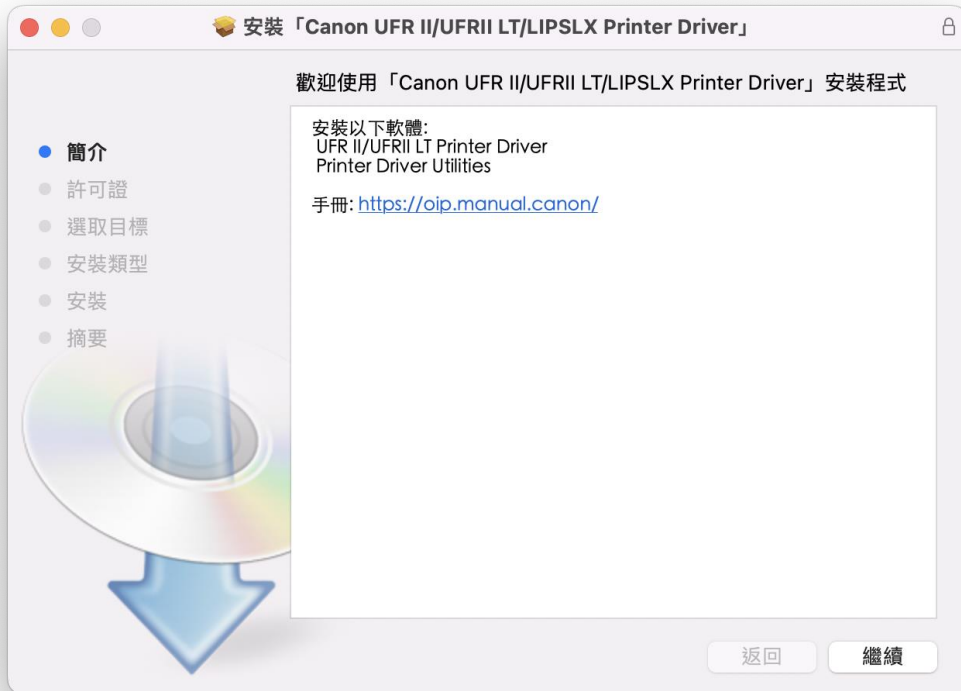 安裝「Canon UFR II/UFRII LT/LIPSLX Printer Driver」
歡迎使用「Canon UFR II/UFRII LT/LIPSLX Printer Driver」安裝程式
簡介
許可證
選取目標
安裝類型
安裝
摘要
安裝以下軟體:
UFR II/UFRII LT Printer Driver
Printer Driver Utilities
手冊: https://oip.manual.canon/
返回
繼續